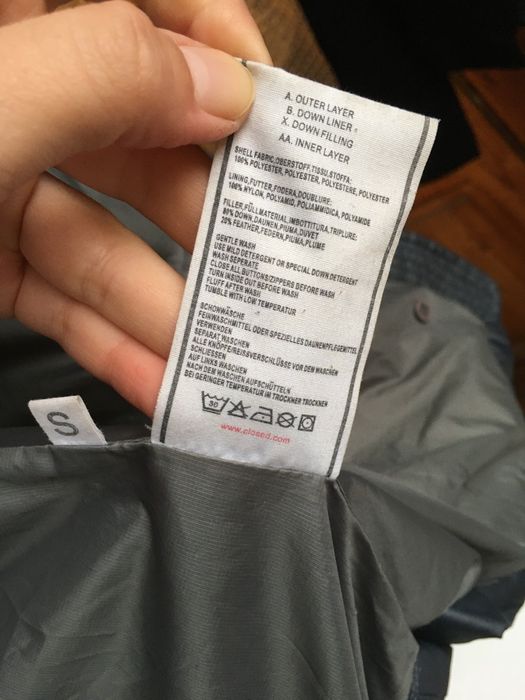 A. OUTER LAYER
B. DOWN LINER
X. DOWN FILLING
AA. INNER LAYER
SHELL FABRIC,OBERSTOFF,TISSU,STOFFA:
100% POLYESTER, POLYESTER, POLYESTERE, POLYESTER
LINING,FUTTER,FODERA,DOUBLURE:
100% NYLON, POLYAMID, POLIAMMIDICA, POLYAMIDE
FILLER,FÜLLMATERIAL,IMBOTTITURA,TRIPLURE:
80% DOWN,DAUNEN,PIUMA,DUVET
20% FEATHER,FEDERN,PIUMA,PLUME
GENTLE WASH
USE MILD DETERGENT OR SPECIAL DOWN DETERGENT
WASH SEPERATE
CLOSE ALL BUTTONS/ZIPPERS BEFORE WASH
TURN INSIDE OUT BEFORE WASH
FLUFF AFTER WASH
TUMBLE WITH LOW TEMPERATUR
SCHONWÄSCHE
FEINWASCHMITTEL ODER SPEZIELLES DAUNENPFLEGEMITTEL
VERWENDEN
SEPARAT WASCHEN
ALLE KNÖPFE/REISSVERSCHLÜSSE VOR DEM WASCHEN
SCHLIESSEN
AUF LINKS WASCHEN
NACH DEM WASCHEN AUFSCHÜTTELN
BEI GERINGER TEMPERATUR IM TROCKNER TROCKNEN
30
www.closed.com
S